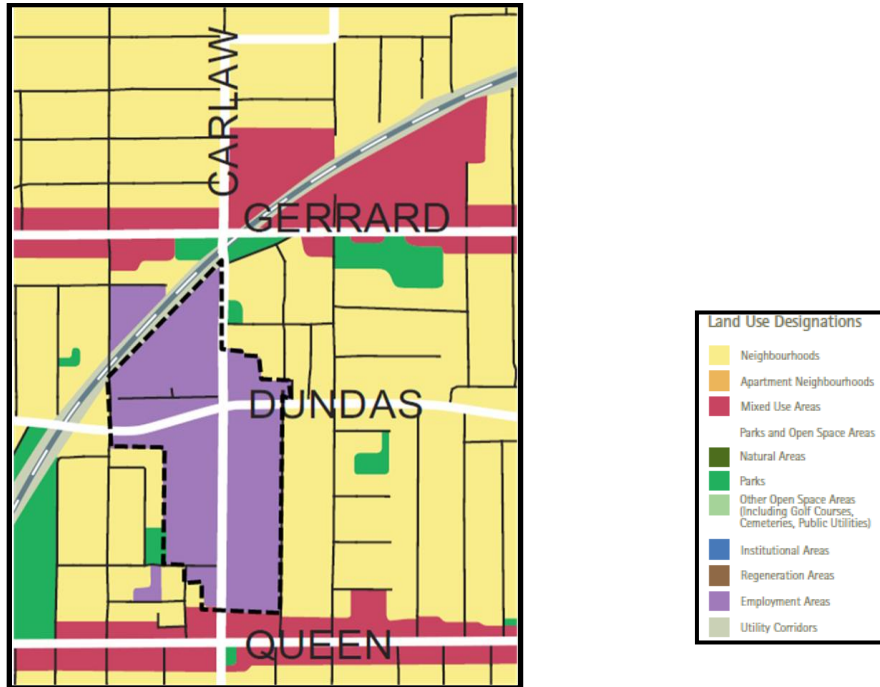 CARLAW
GERRARD
DUNDAS
QUEEN
Land Use Designations
Neighbourhoods
Apartment Neighbourhoods
Mixed Use Areas
Parks and Open Space Areas
Natural Areas
Parks
Other Open Space Areas
(Including Golf Courses,
Cemeteries, Public Utilities)
Institutional Areas
Regeneration Areas
Employment Areas
Utility Corridors